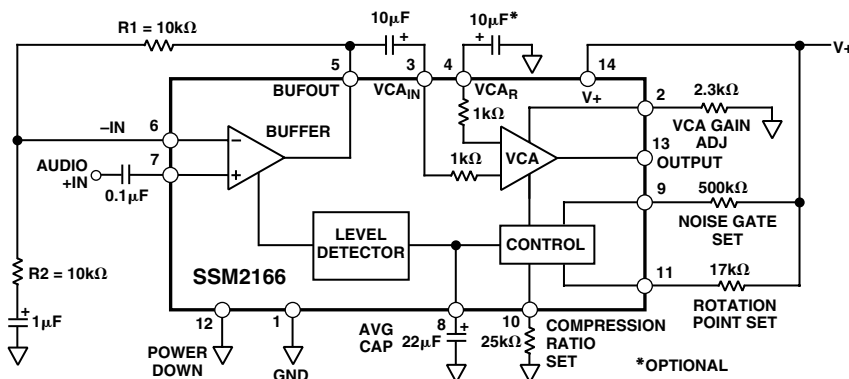 R1 = 10kΩ
10µF
+
10µF*
+
V+
5
3
4
14
BUFOUT
VCAIN
VCAR
V+
2
2.3kΩ
VCA GAIN
ADJ
1kΩ
–IN
6
BUFFER
–
+
VCA
1kΩ
13
OUTPUT
AUDIO
+IN
7
0.1µF
9
500kΩ
NOISE GATE
SET
LEVEL
DETECTOR
CONTROL
R2 = 10kΩ
SSM2166
11
17kΩ
ROTATION
POINT SET
+
1µF
12
POWER
DOWN
1
GND
AVG
CAP
8
+
22µF
10
25kΩ
COMPRESSION
RATIO
SET
*OPTIONAL